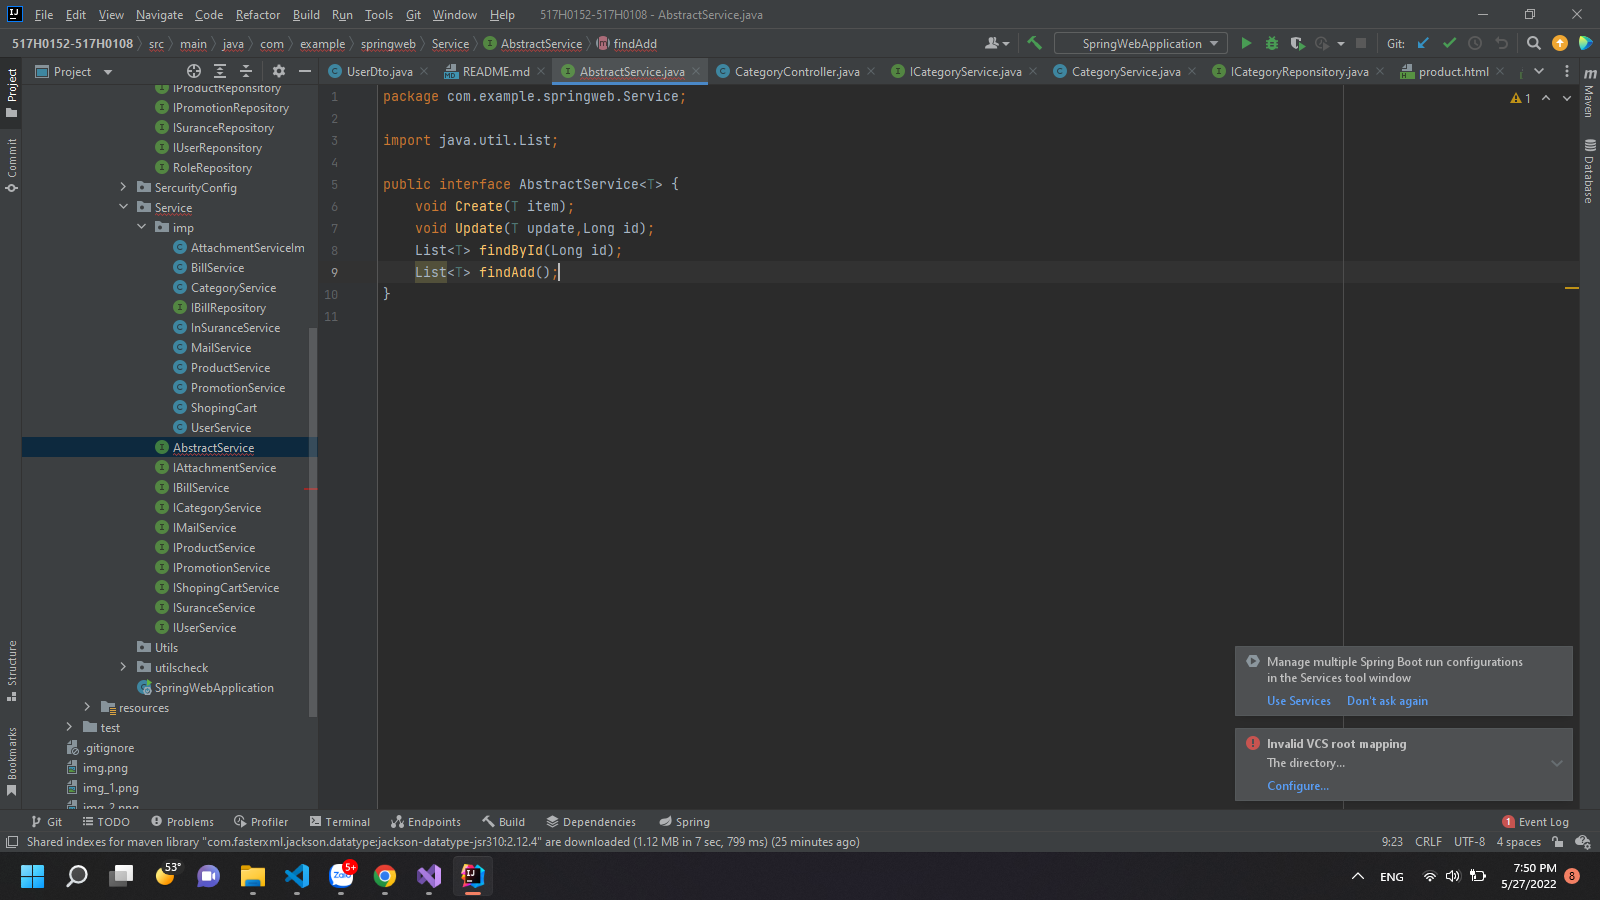 File Edit View Navigate Code Refactor Build Run Tools Git Window Help 517H0152-517H0108 - AbstractService.java
517H0152-517H0108 src main java com example springweb Service AbstractService findAdd
SpringWebApplication
Git:
Project
UserDto.java README.md AbstractService.java CategoryController.java ICategoryService.java CategoryService.java ICategoryReponsitory.java product.html
Project
Commit
Structure
Bookmarks
Maven
Database
IProductReponsitory
IPromotionRepository
ISuranceRepository
IUserReponsitory
RoleRepository
SercurityConfig
Service
imp
AttachmentServiceIm
BillService
CategoryService
IBillRepository
InSuranceService
MailService
ProductService
PromotionService
ShopingCart
UserService
AbstractService
IAttachmentService
IBillService
ICategoryService
IMailService
IProductService
IPromotionService
IShopingCartService
ISuranceService
IUserService
Utils
utilscheck
SpringWebApplication
resources
test
.gitignore
img.png
img_1.png
img_2.png
1 package com.example.springweb.Service;
2
3 import java.util.List;
4
5 public interface AbstractService<T> {
6 void Create(T item);
7 void Update(T update,Long id);
8 List<T> findById(Long id);
9 List<T> findAdd();
10 }
11
1
Manage multiple Spring Boot run configurations
in the Services tool window
Use Services Don't ask again
Invalid VCS root mapping
The directory...
Configure...
Git TODO Problems Profiler Terminal Endpoints Build Dependencies Spring
1 Event Log
Shared indexes for maven library "com.fasterxml.jackson.datatype:jackson-datatype-jsr310:2.12.4" are downloaded (1.12 MB in 7 sec, 799 ms) (25 minutes ago)
9:23 CRLF UTF-8 4 spaces
53°
Zalo
5+
IJ
ENG
7:50 PM
5/27/2022
8